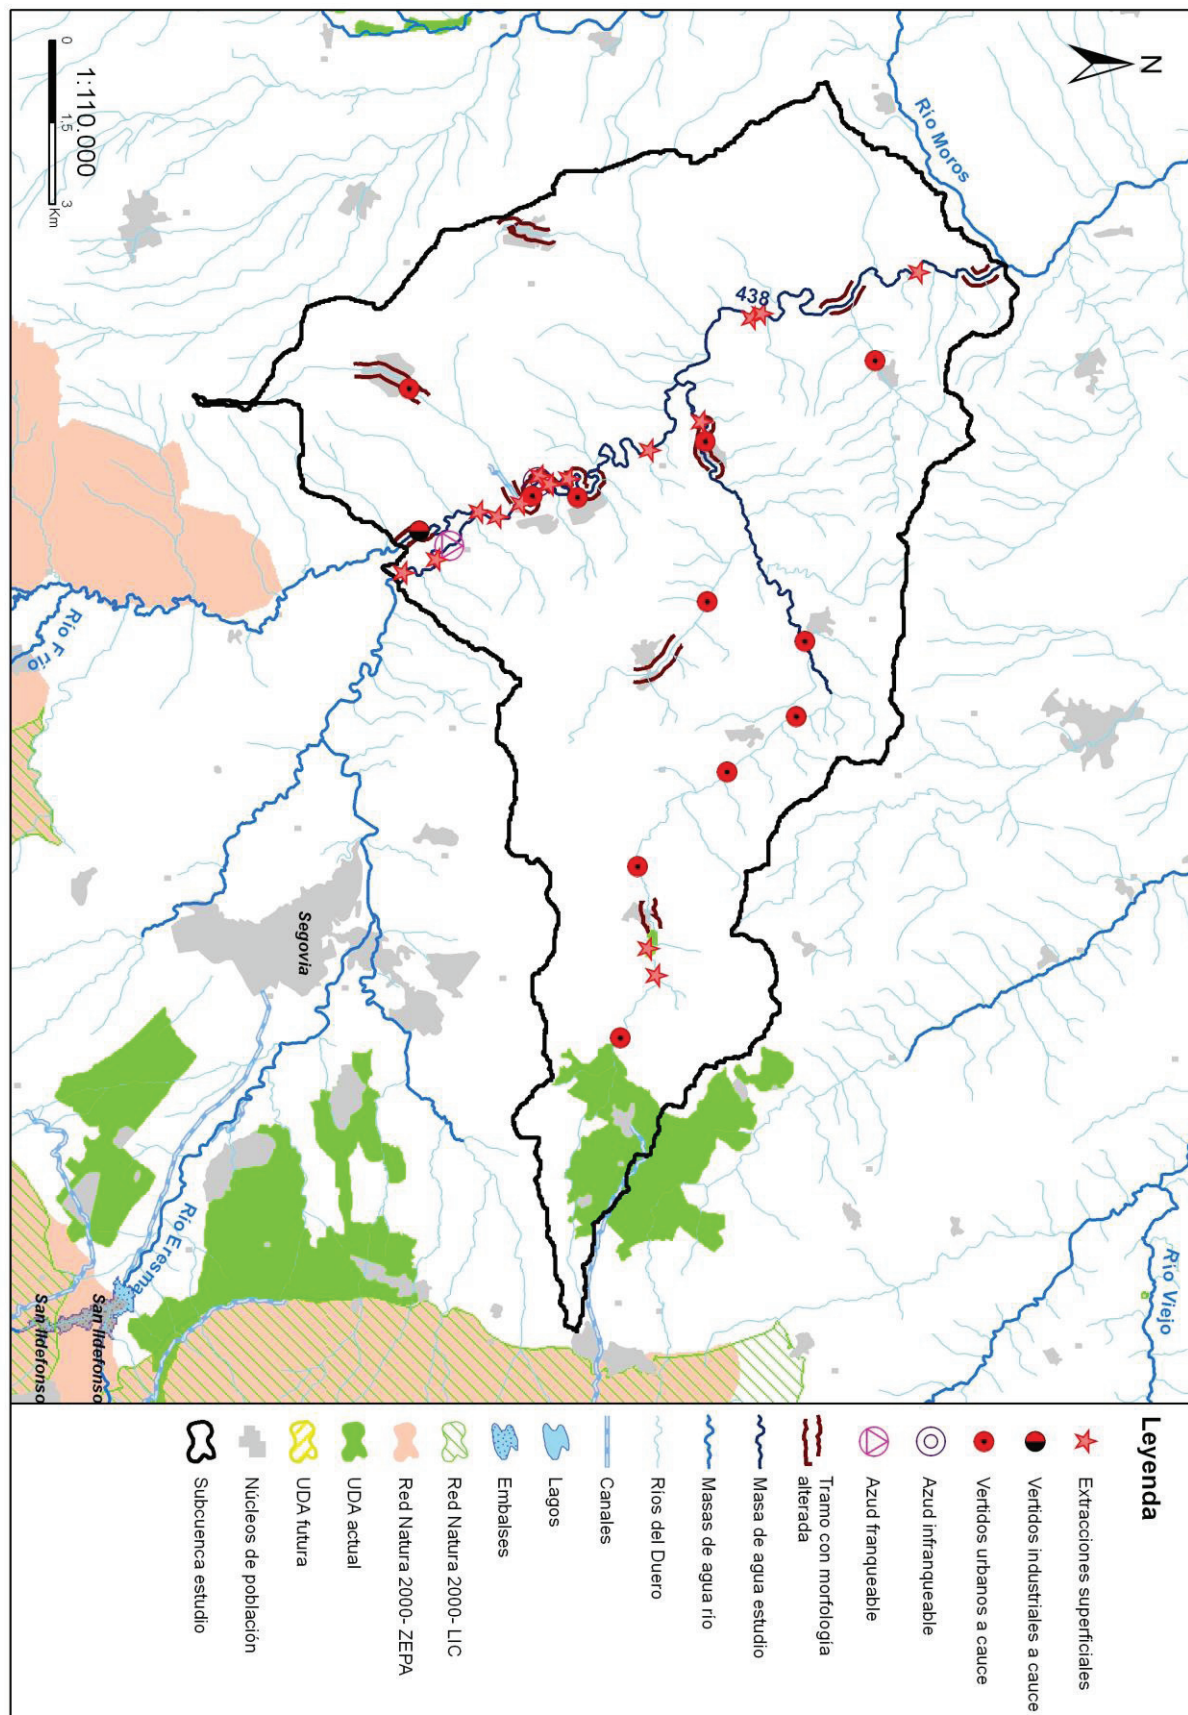 N
Río Moros
0
1,5
3
Km
1:110.000
438
Río Frío
Segovia
Río Eresma
San Ildefonso
San Ildefonso
Río Viejo
Leyenda
Extracciones superficiales
Vertidos industriales a cauce
Vertidos urbanos a cauce
Azud infranqueable
Azud franqueable
Tramo con morfología
alterada
Masa de agua estudio
Masas de agua río
Ríos del Duero
Canales
Lagos
Embalses
Red Natura 2000- LIC
Red Natura 2000- ZEPA
UDA actual
UDA futura
Núcleos de población
Subcuenca estudio